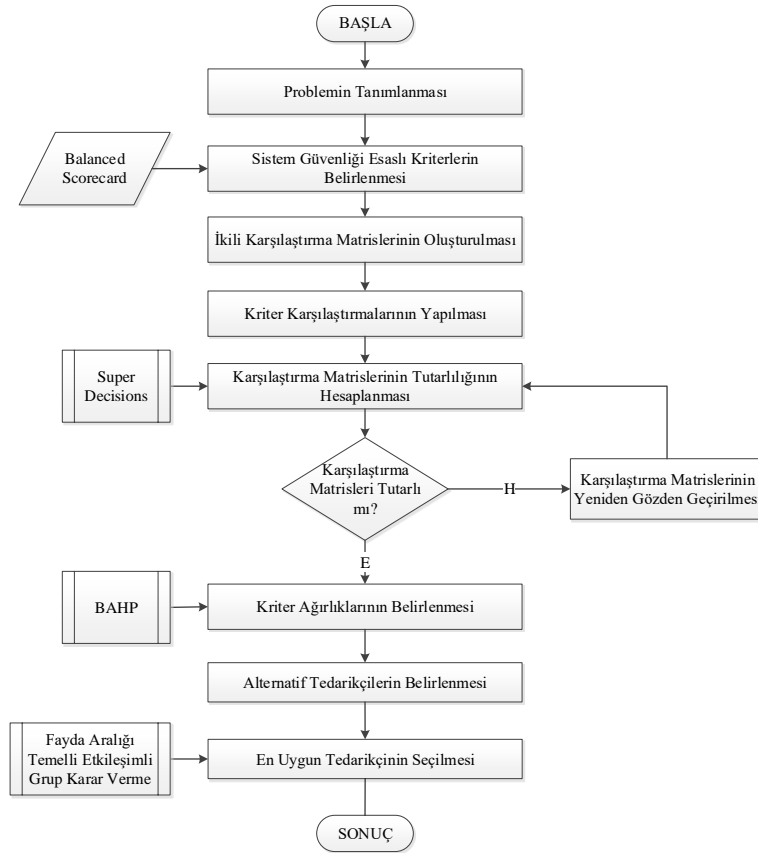 BAŞLA
Problemin Tanımlanması
Balanced
Scorecard
Sistem Güvenliği Esaslı Kriterlerin
Belirlenmesi
İkili Karşılaştırma Matrislerinin Oluşturulması
Kriter Karşılaştırmalarının Yapılması
Super
Decisions
Karşılaştırma Matrislerinin Tutarlılığının
Hesaplanması
Karşılaştırma
Matrisleri Tutarlı
mı?
H
Karşılaştırma Matrislerinin
Yeniden Gözden Geçirilmes
E
BAHP
Kriter Ağırlıklarının Belirlenmesi
Alternatif Tedarikçilerin Belirlenmesi
Fayda Aralığı
Temelli Etkileşimli
Grup Karar Verme
En Uygun Tedarikçinin Seçilmesi
SONUÇ